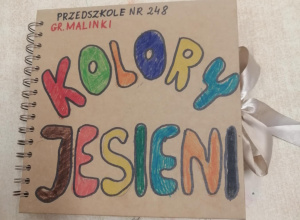 PRZEDSZKOLE NR 248
GR. MALINKI
KOLORY
JESIENI